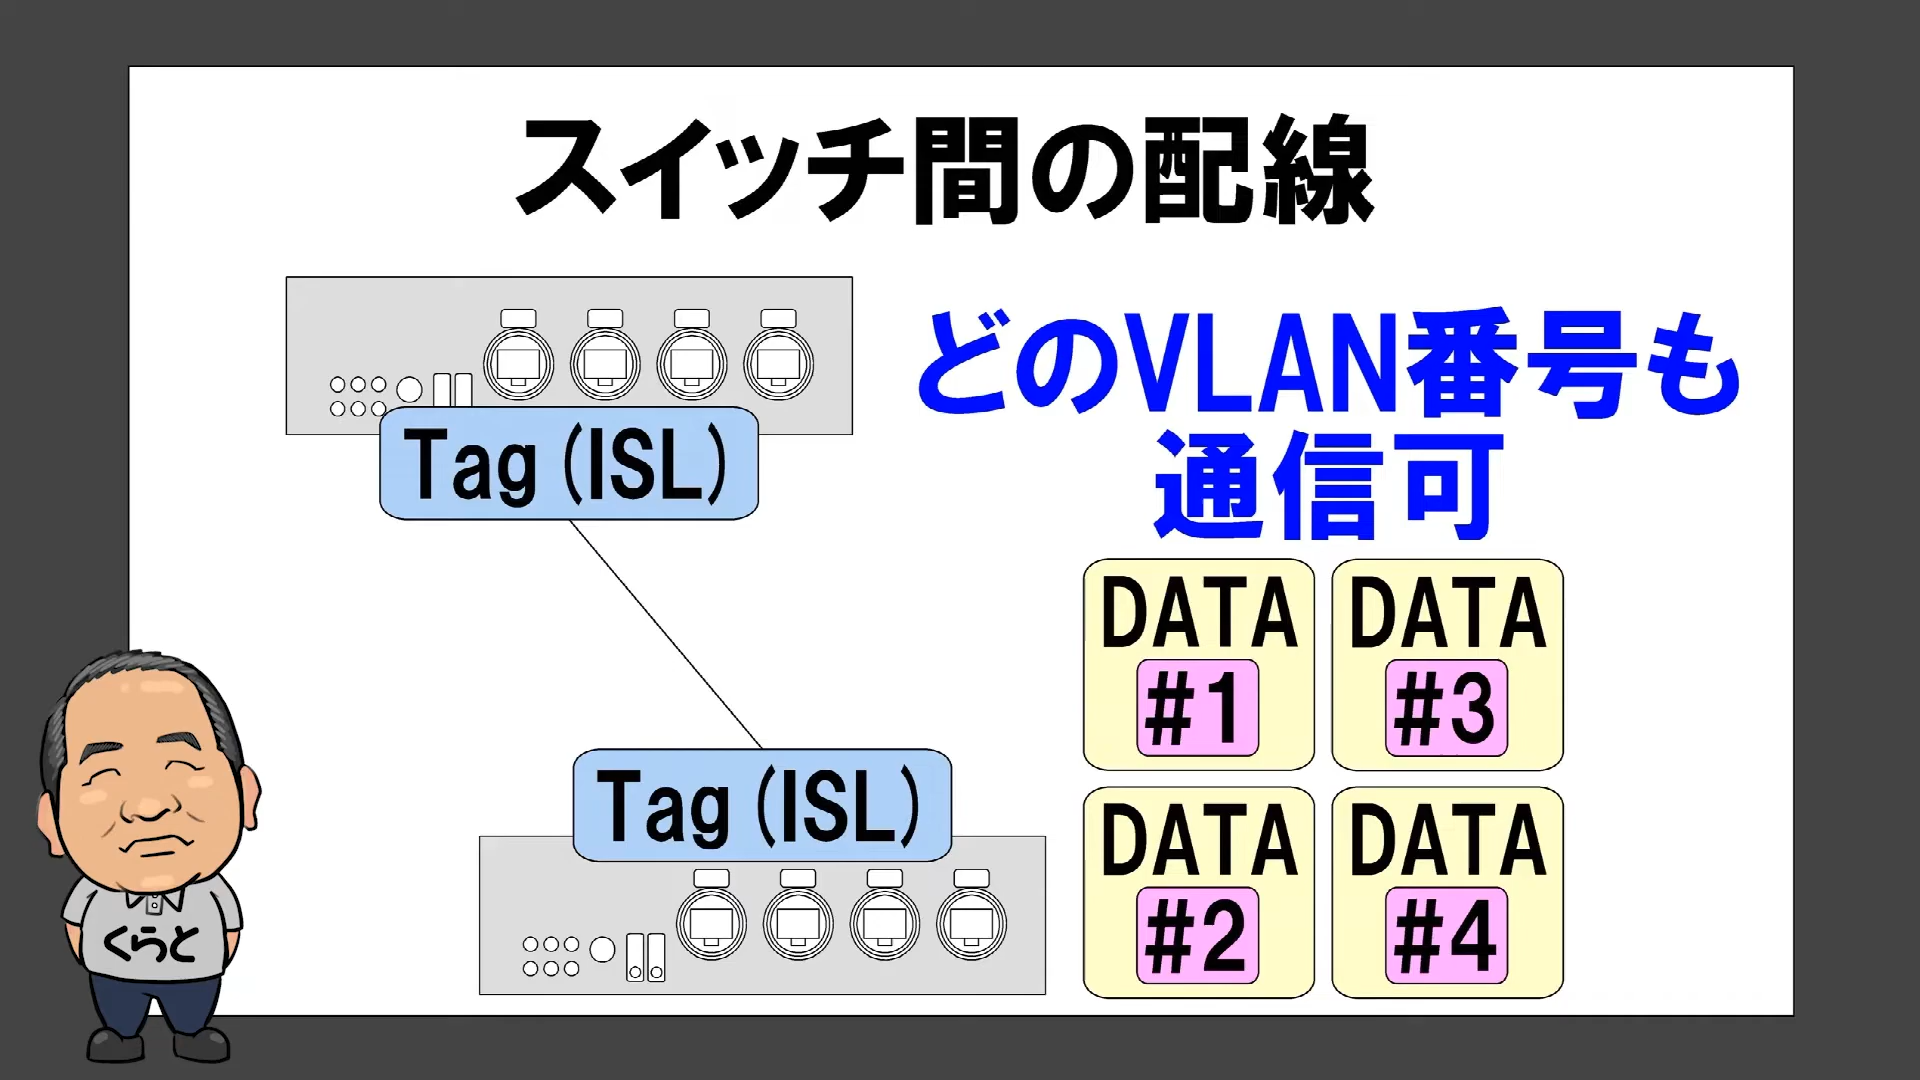 スイッチ間の配線
どのVLAN番号も
通信可
Tag(ISL)
Tag(ISL)
DATA
#1
DATA
#3
DATA
#2
DATA
#4
くらと